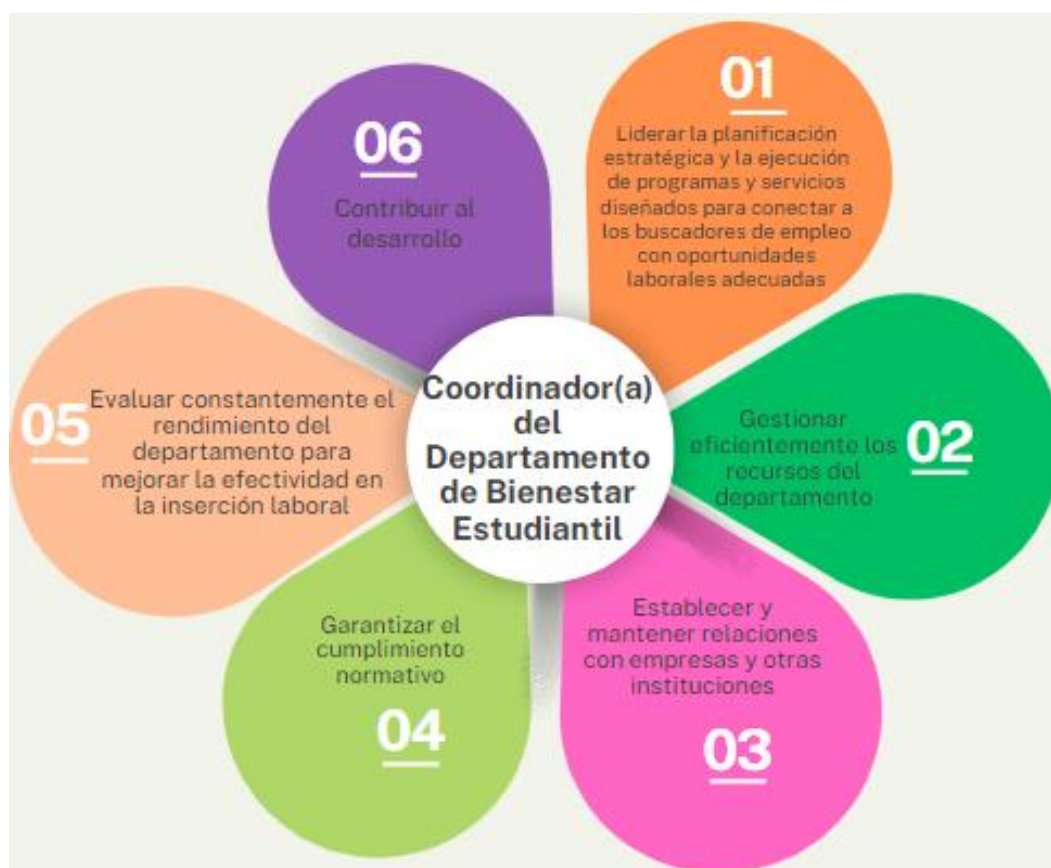 01
Liderar la planificación
estratégica y la ejecución
de programas y servicios
diseñados para conectar a
los buscadores de empleo
con oportunidades
laborales adecuadas
02
Gestionar
eficientemente los
recursos del
departamento
Establecer y
mantener relaciones
con empresas y otras
instituciones
03
Garantizar el
cumplimiento
normativo
04
05
Evaluar constantemente el
rendimiento del
departamento para
mejorar la efectividad en
la inserción laboral
06
Contribuir al
desarrollo
Coordinador(a)
del
Departamento
de Bienestar
Estudiantil